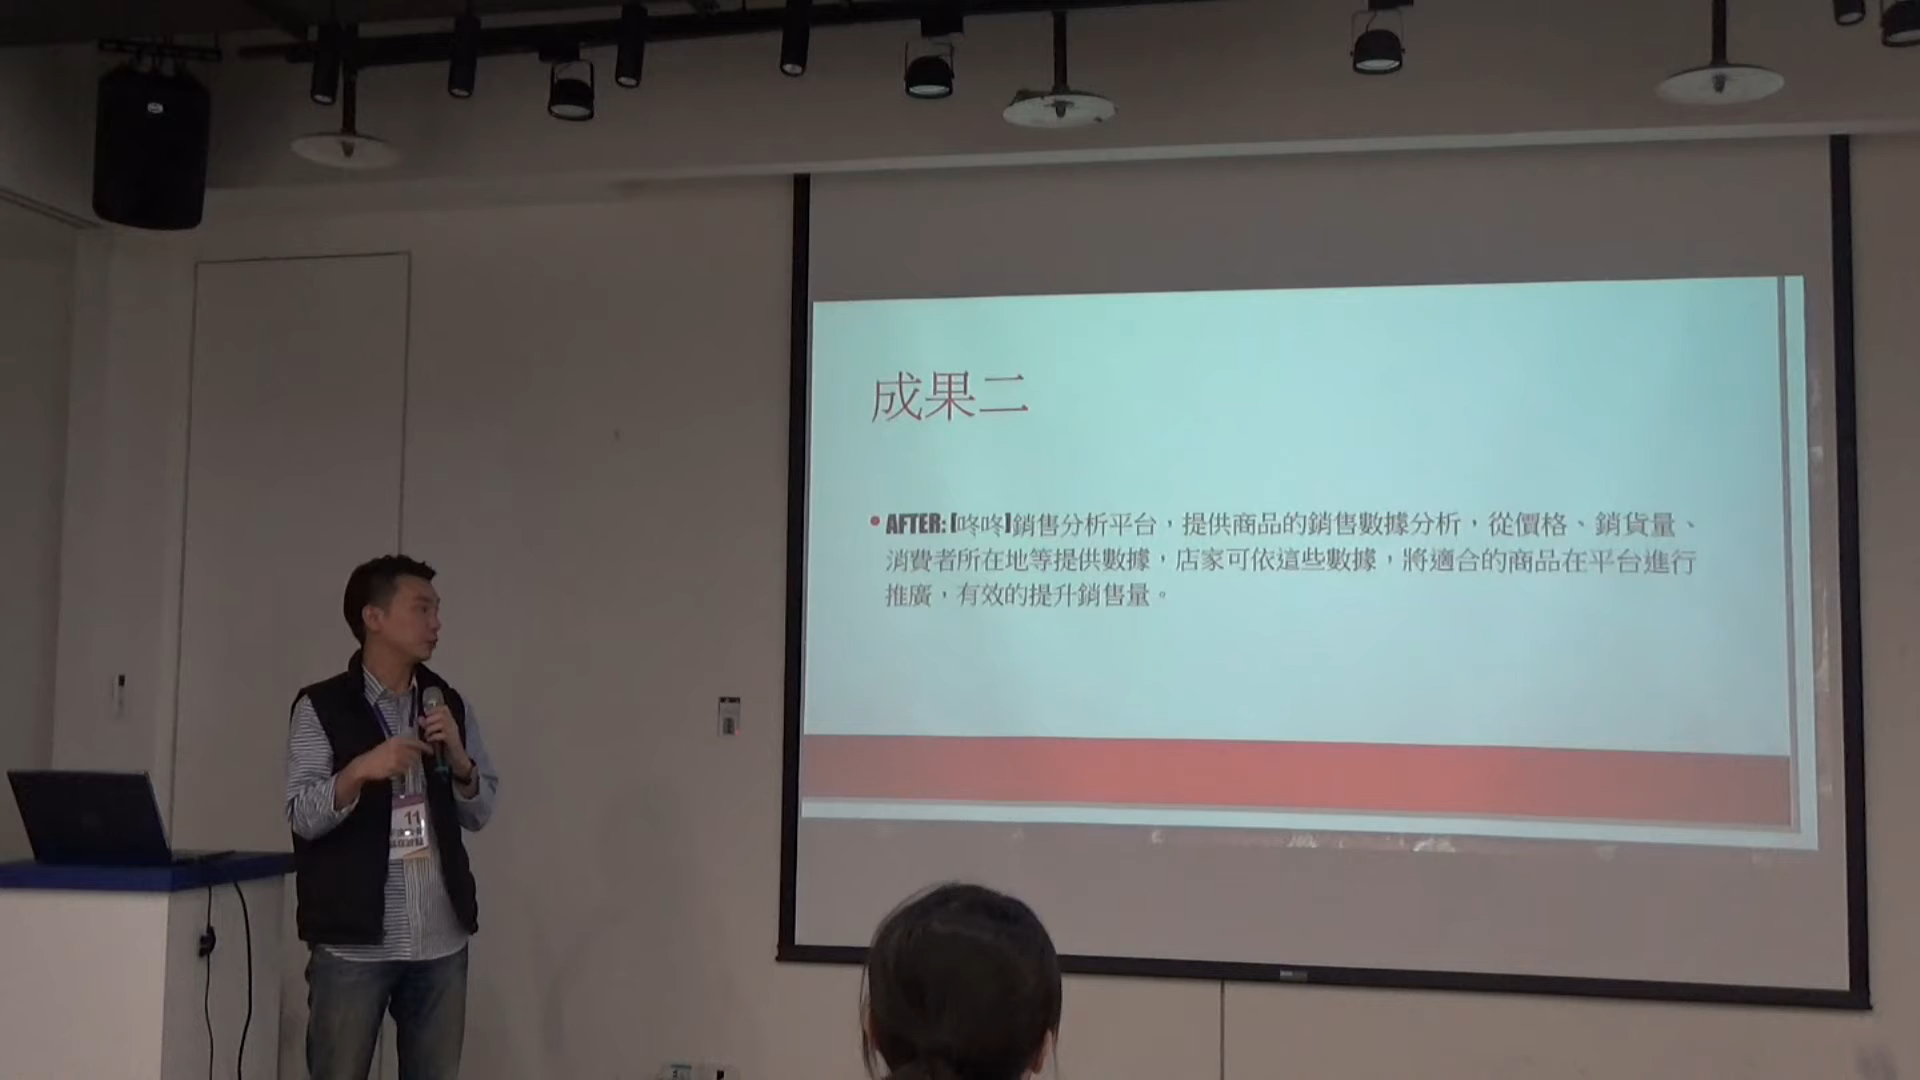 成果二
• AFTER: [咚咚]銷售分析平台，提供商品的銷售數據分析，從價格、銷貨量、
消費者所在地等提供數據，店家可依這些數據，將適合的商品在平台進行
推廣，有效的提升銷售量。
11